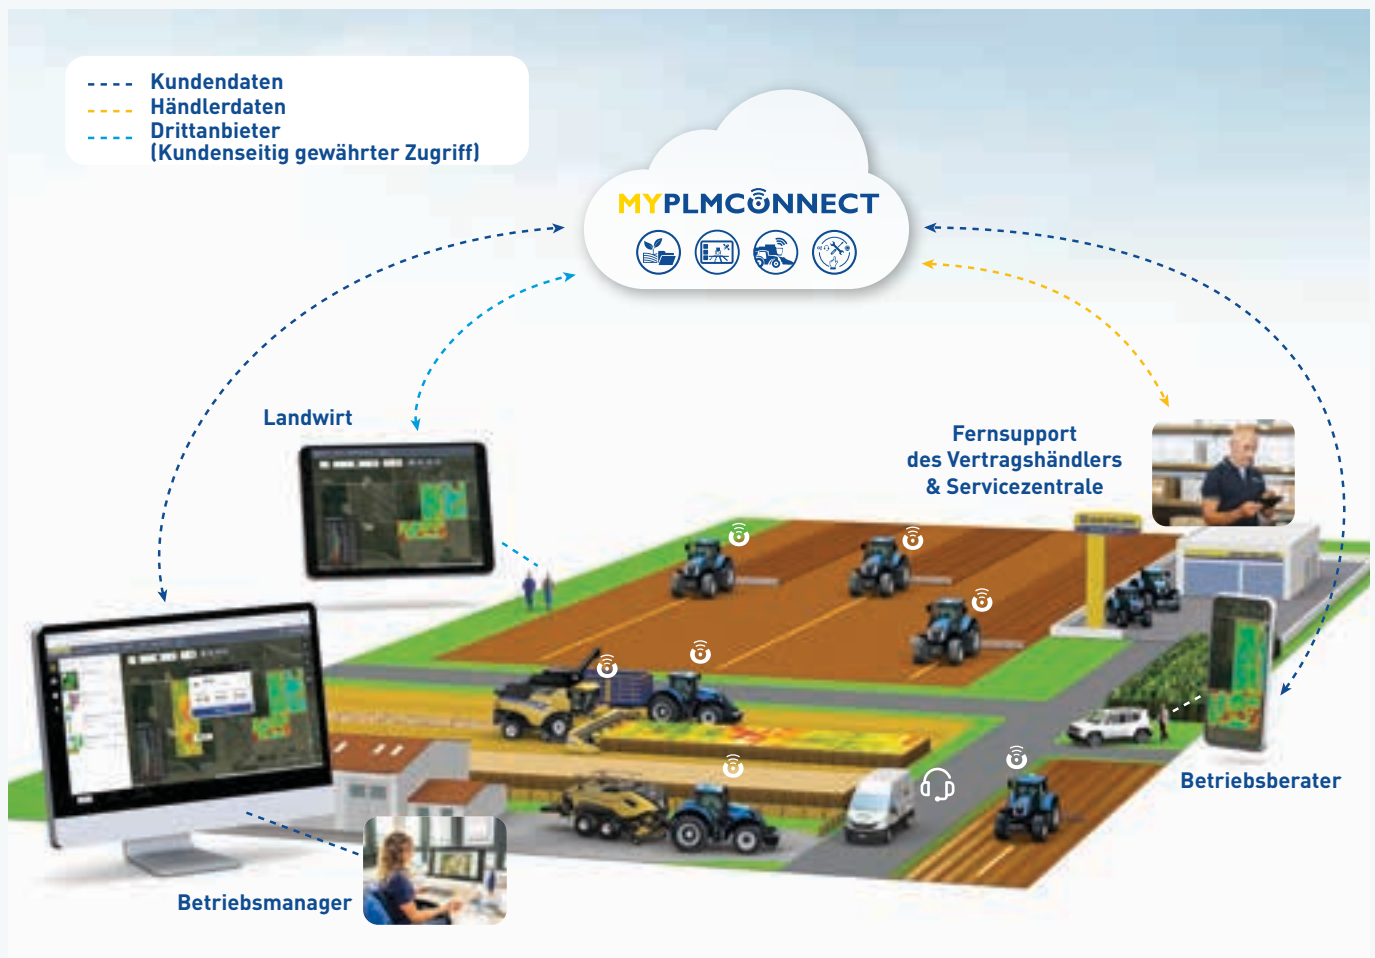 Kundendaten
Händlerdaten
Drittanbieter
(Kundenseitig gewährter Zugriff)
MYPLMCONNECT
Landwirt
Fernsupport
des Vertragshändlers
& Servicezentrale
Betriebsberater
Betriebsmanager